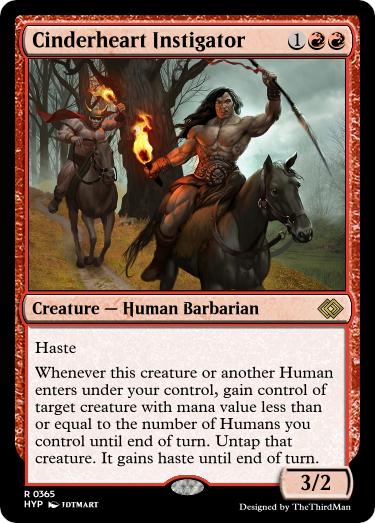 Cinderheart Instigator 1
Creature — Human Barbarian
Haste
Whenever this creature or another Human
enters under your control, gain control of
target creature with mana value less than
or equal to the number of Humans you
control until end of turn. Untap that
creature. It gains haste until end of turn.
3/2
R 0365
HYP JDTMART
Designed by TheThirdMan